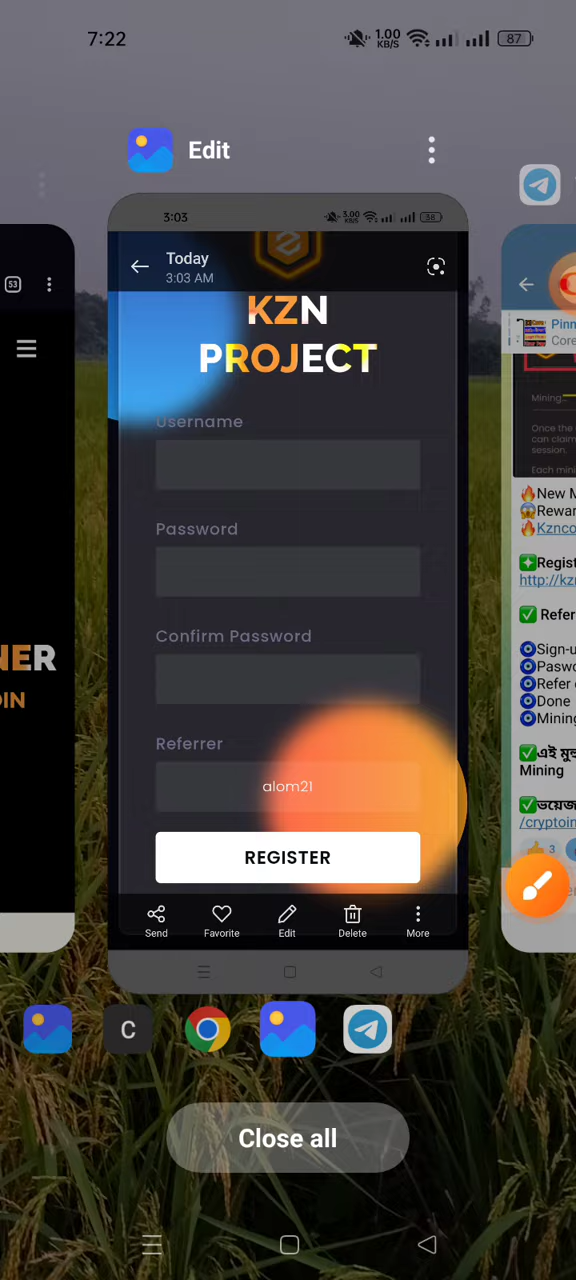 7:22
1.00
KB/S
87
Edit
3:03
3.00
KB/S
38
Today
3:03 AM
KZN
PROJECT
Username
Password
Confirm Password
Referrer
alom21
REGISTER
Send
Favorite
Edit
Delete
More
53
NER
OIN
Pinn
Core
Mining..
Once the
can claim
session.
Each mini
🔥New M
😱Rewar
🔥Kznco
Regist
http://kz
✅ Refer
Sign-u
Paswo
Refer
Done
Mining
✅এই মু
Mining
✅ভয়েজ
/cryptoin
👍 3
C
Close all